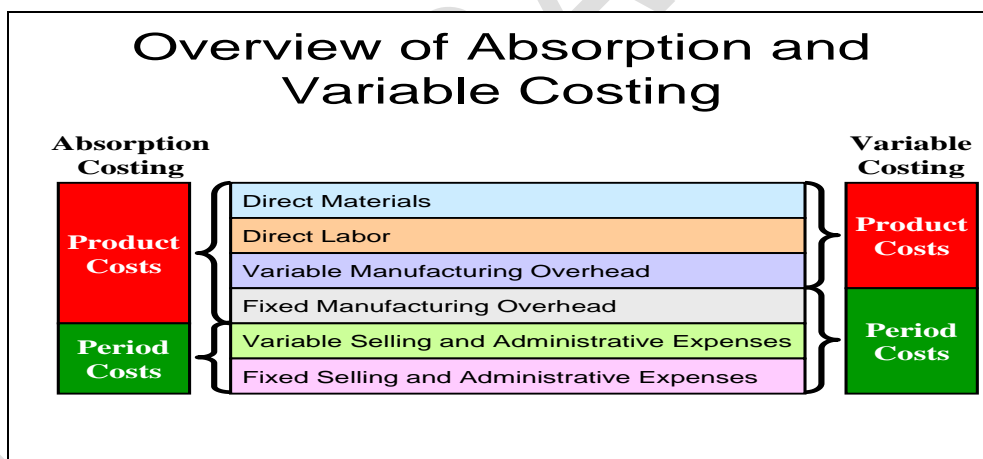 Overview of Absorption and
Variable Costing
Absorption
Costing
Variable
Costing
Product
Costs
Period
Costs
Direct Materials
Direct Labor
Variable Manufacturing Overhead
Fixed Manufacturing Overhead
Variable Selling and Administrative Expenses
Fixed Selling and Administrative Expenses
Product
Costs
Period
Costs